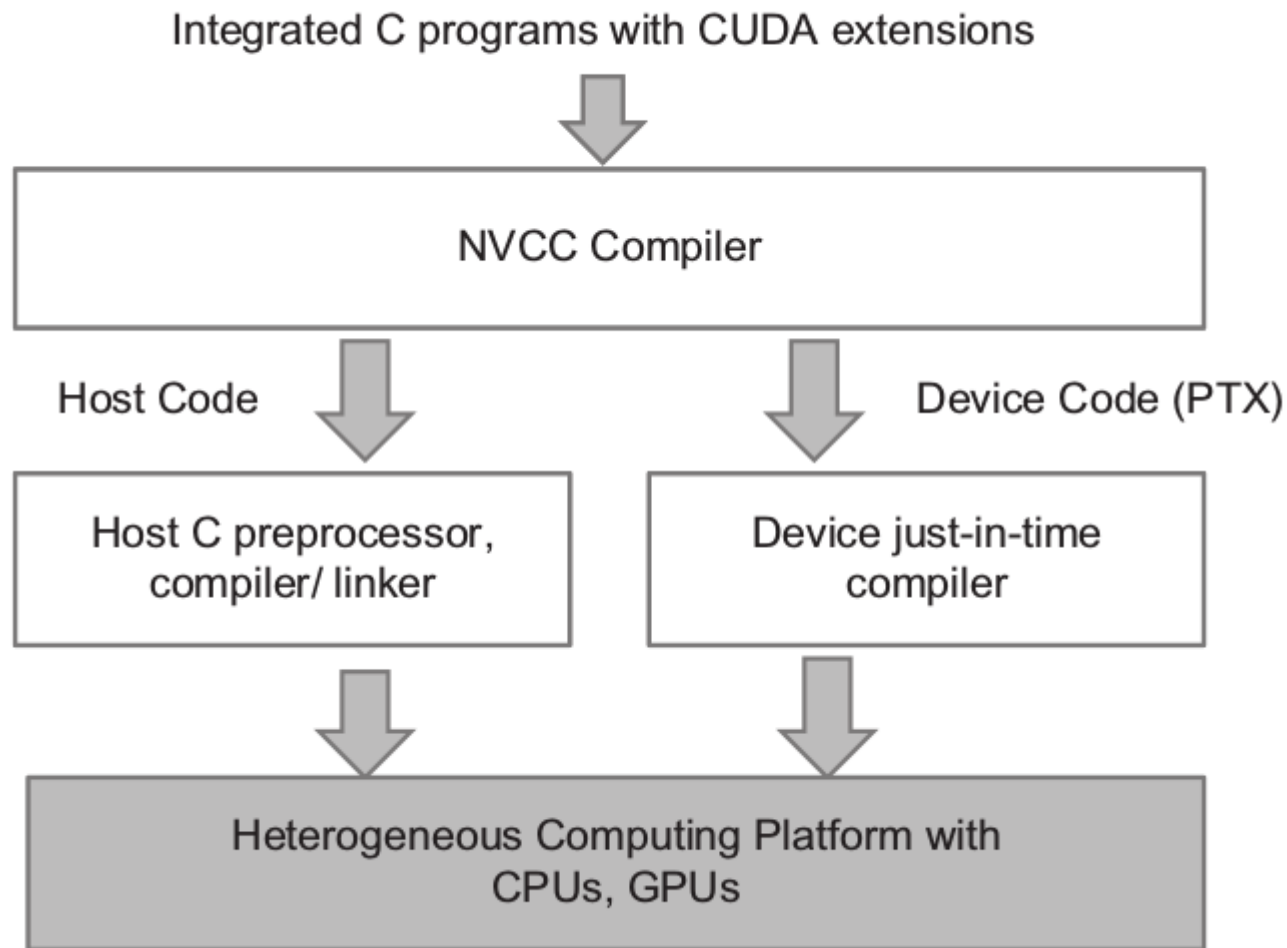 Integrated C programs with CUDA extensions
NVCC Compiler
Host Code
Device Code (PTX)
Host C preprocessor,
compiler/ linker
Device just-in-time
compiler
Heterogeneous Computing Platform with
CPUs, GPUs